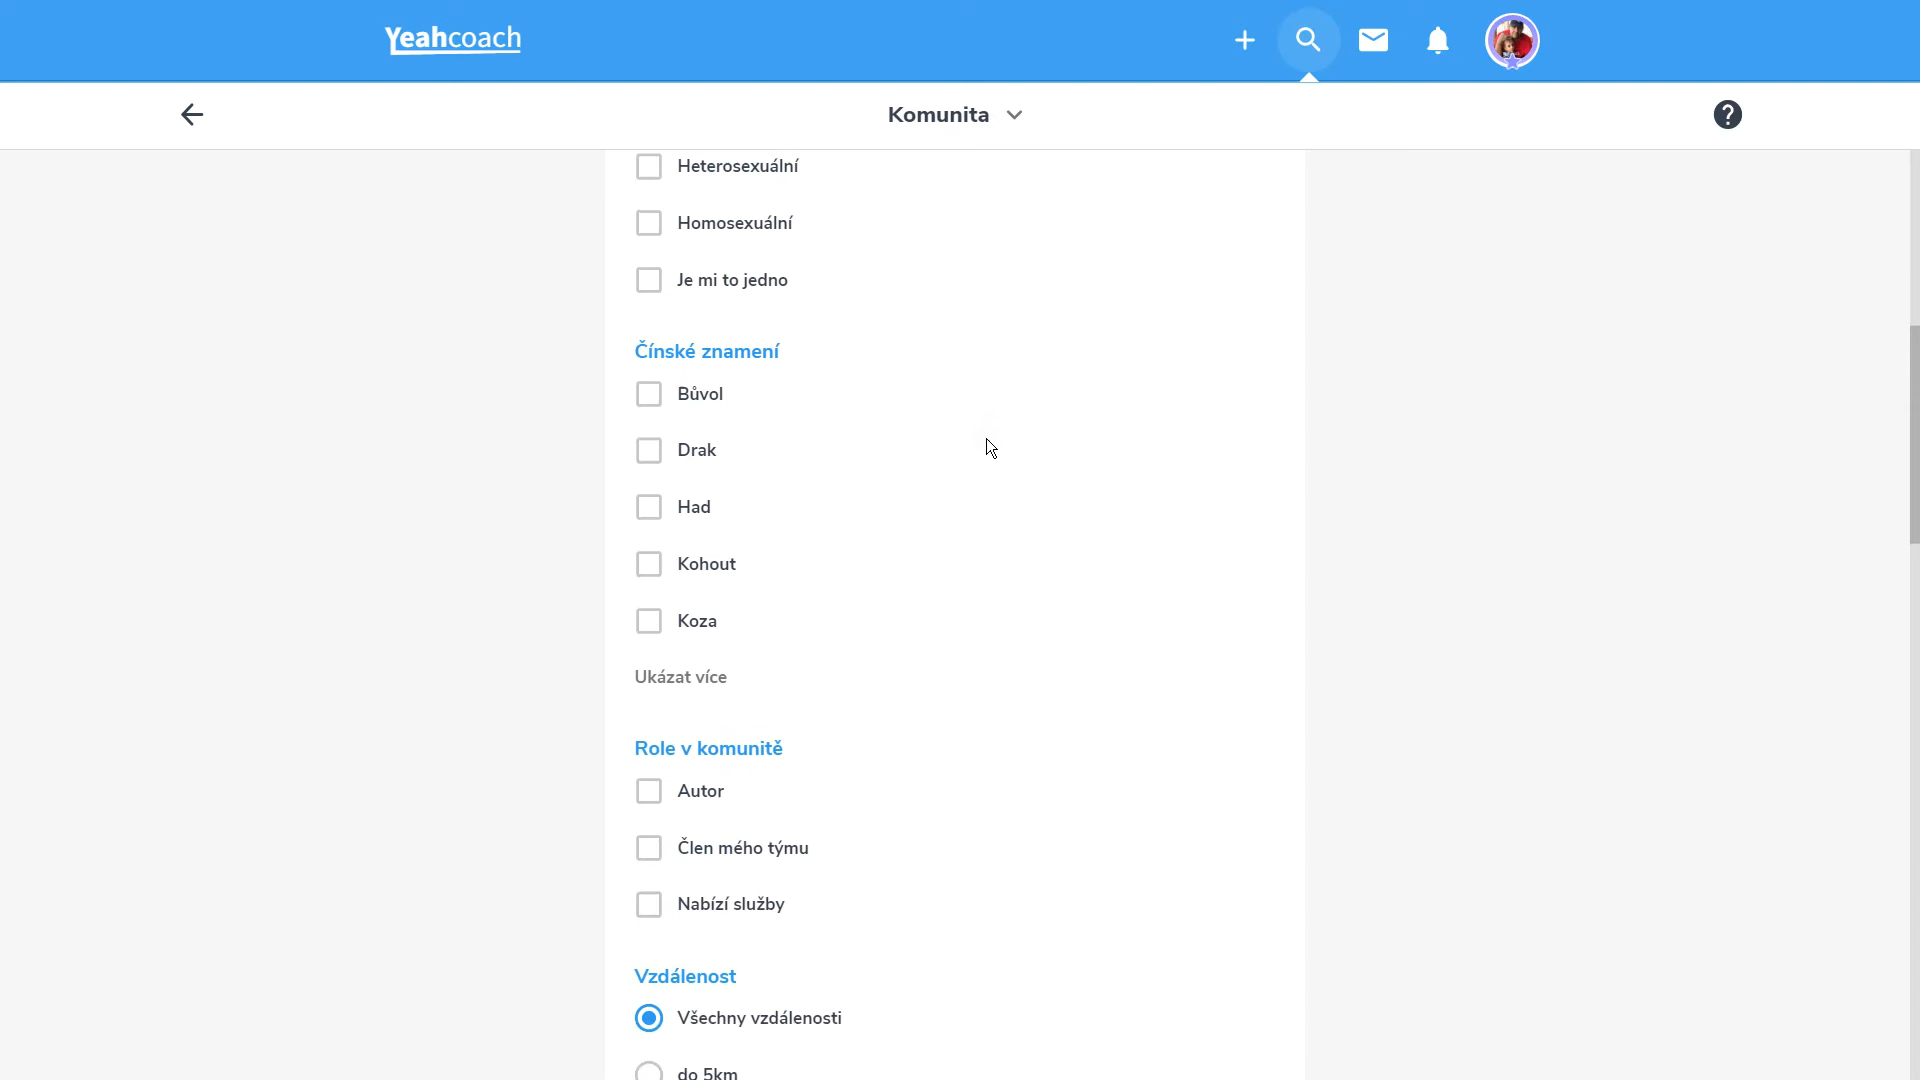 Yeahcoach
Komunita
Heterosexuální
Homosexuální
Je mi to jedno
Čínské znamení
Bůvol
Drak
Had
Kohout
Koza
Ukázat více
Role v komunitě
Autor
Člen mého týmu
Nabízí služby
Vzdálenost
Všechny vzdálenosti
do 5km